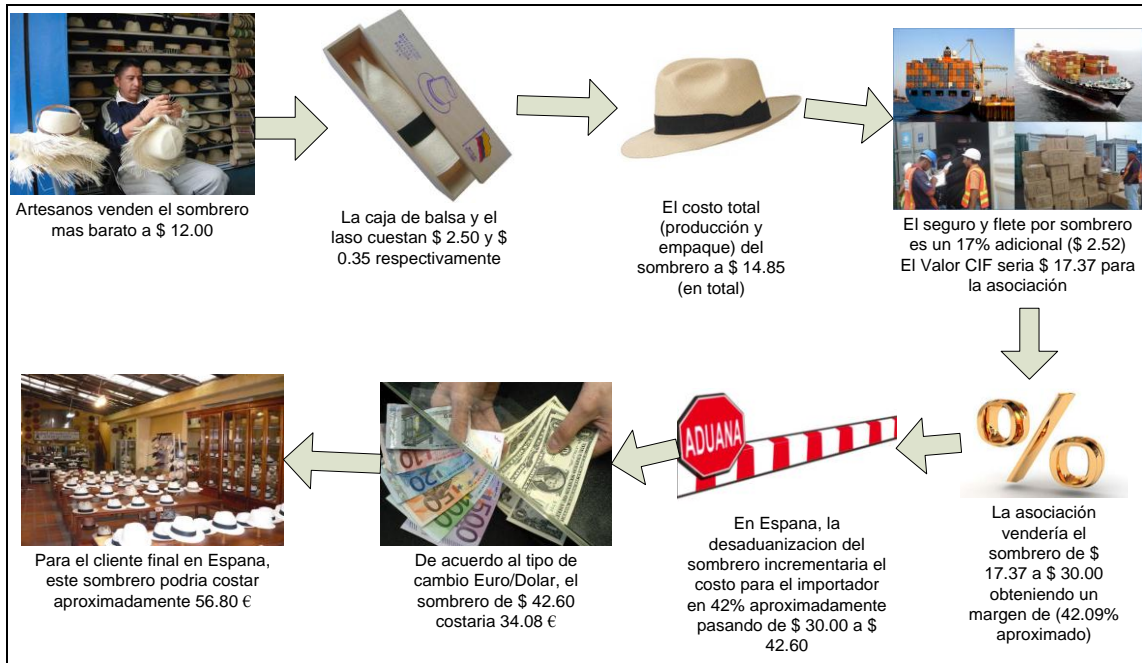 Artesanos venden el sombrero
mas barato a $ 12.00
La caja de balsa y el
laso cuestan $ 2.50 y $
0.35 respectivamente
El costo total
(producción y
empaque) del
sombrero a $ 14.85
(en total)
El seguro y flete por sombrero
es un 17% adicional ($ 2.52)
El Valor CIF seria $ 17.37 para
la asociación
%
La asociación
vendería el
sombrero de $
17.37 a $ 30.00
obteniendo un
margen de (42.09%
aproximado)
ADUANA
En Espana, la
desaduanizacion del
sombrero incrementaria el
costo para el importador
en 42% aproximadamente
pasando de $ 30.00 a $
42.60
De acuerdo al tipo de
cambio Euro/Dolar, el
sombrero de $ 42.60
costaria 34.08 €
Para el cliente final en Espana,
este sombrero podria costar
aproximadamente 56.80 €